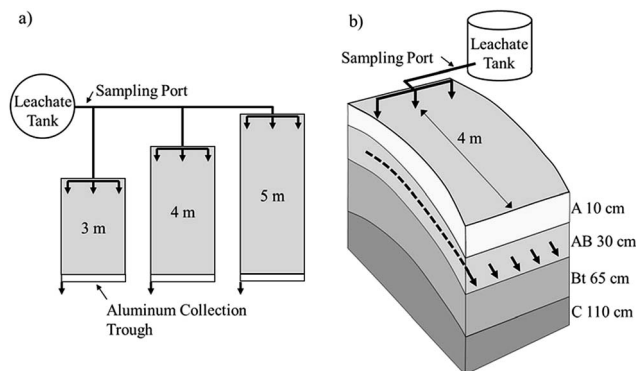 a)
Leachate
Tank
Sampling Port
3 m
4 m
5 m
Aluminum Collection
Trough
b)
Leachate
Tank
Sampling Port
4 m
A 10 cm
AB 30 cm
Bt 65 cm
C 110 cm